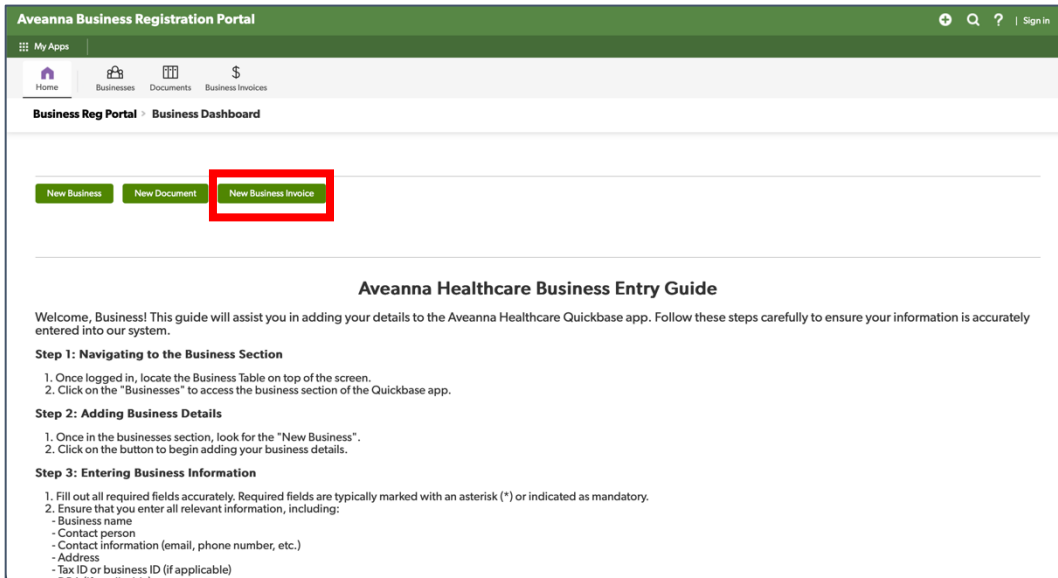 Aveanna Business Registration Portal
? | Sign in
My Apps
Home Businesses Documents Business Invoices
Business Reg Portal > Business Dashboard
New Business New Document New Business Invoice
Aveanna Healthcare Business Entry Guide
Welcome, Business! This guide will assist you in adding your details to the Aveanna Healthcare Quickbase app. Follow these steps carefully to ensure your information is accurately
entered into our system.
Step 1: Navigating to the Business Section
1. Once logged in, locate the Business Table on top of the screen.
2. Click on the "Businesses" to access the business section of the Quickbase app.
Step 2: Adding Business Details
1. Once in the businesses section, look for the "New Business".
2. Click on the button to begin adding your business details.
Step 3: Entering Business Information
1. Fill out all required fields accurately. Required fields are typically marked with an asterisk (*) or indicated as mandatory.
2. Ensure that you enter all relevant information, including:
- Business name
- Contact person
- Contact information (email, phone number, etc.)
- Address
- Tax ID or business ID (if applicable)